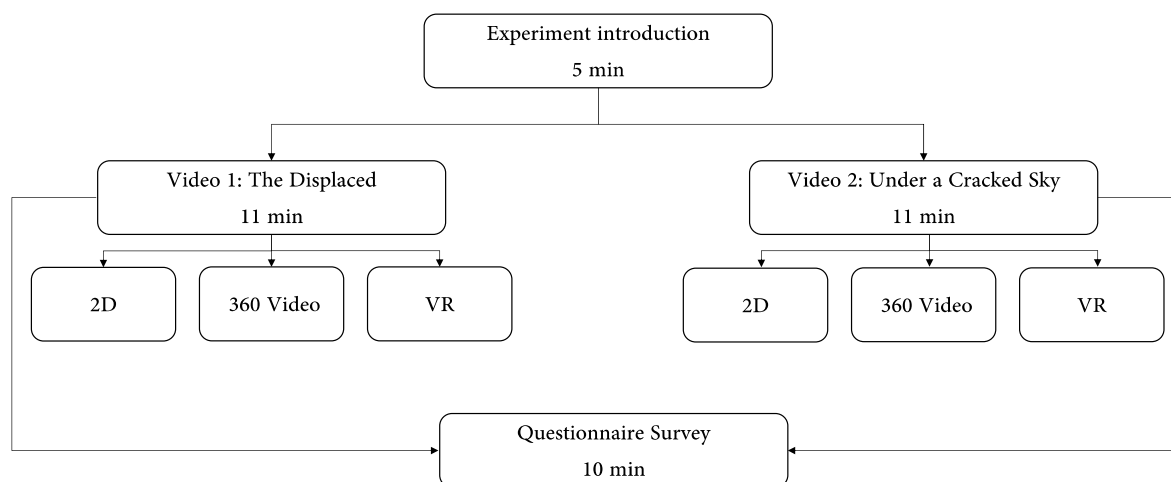 Experiment introduction
5 min
Video 1: The Displaced
11 min
Video 2: Under a Cracked Sky
11 min
2D
360 Video
VR
2D
360 Video
VR
Questionnaire Survey
10 min